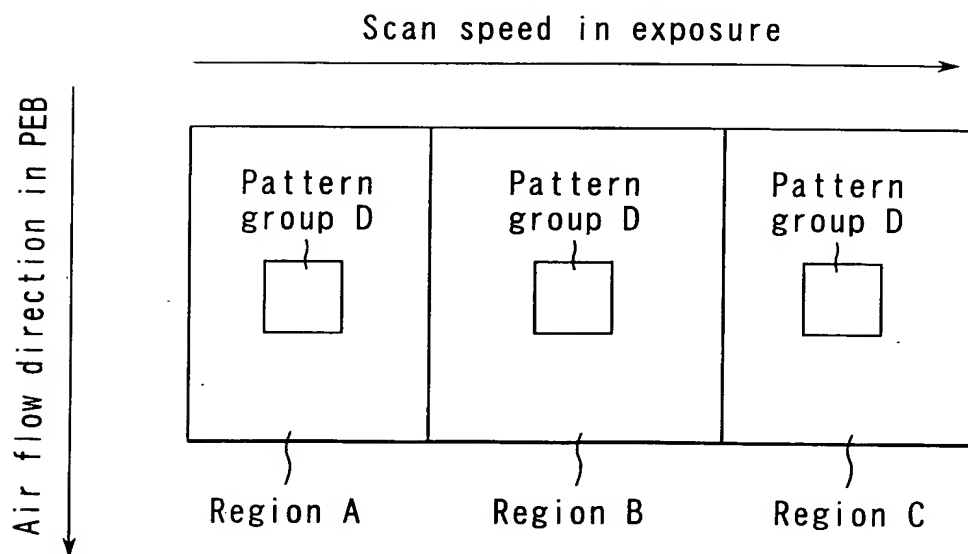 Scan speed in exposure
Air flow direction in PEB
Pattern
group D
Pattern
group D
Pattern
group D
Region A
Region B
Region C